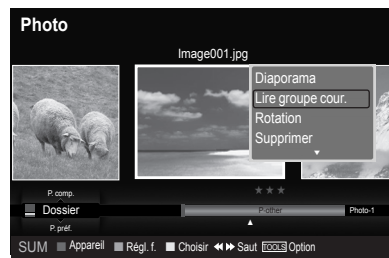 Photo
Image001.jpg
Diaporama
Lire groupe cour.
Rotation
Supprimer
P. comp.
Dossier
P-other
Photo-1
P. préf.
SUM Appareil Régl. f. Choisir Saut TOOLS Option